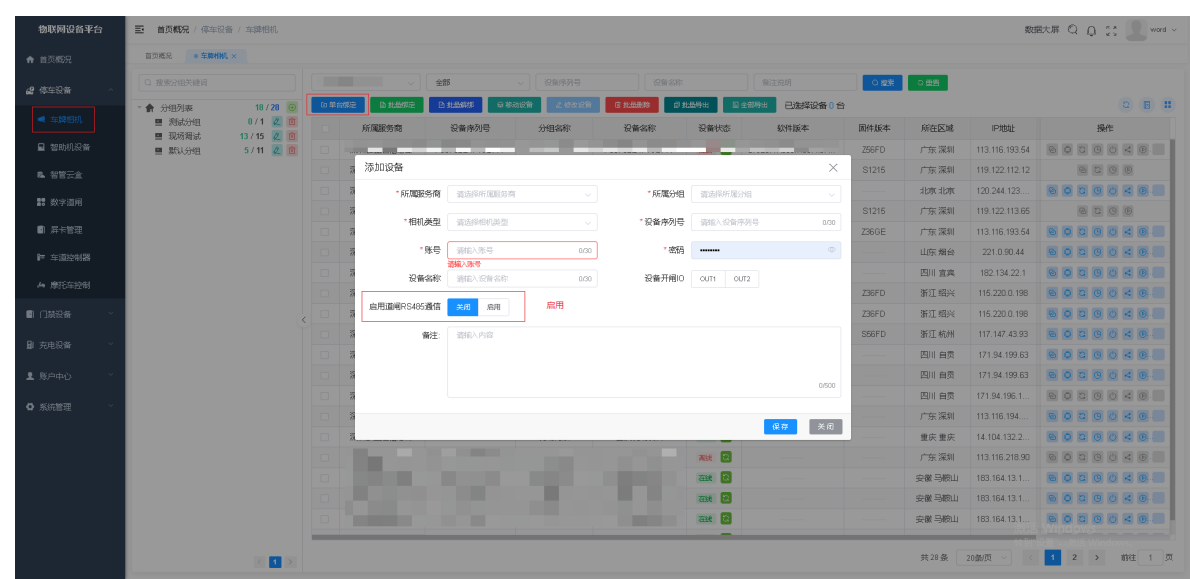 物联网设备平台
首页概况 / 停车设备 / 车牌相机
数据大屏
word
首页概况
停车设备
车牌相机
智助机设备
智管云盒
数字道闸
屏卡管理
车道控制器
摩托车控制
门禁设备
充电设备
账户中心
系统管理
首页概况
车牌相机 ×
搜索分组关键词
分组列表 18 / 28
测试分组 0 / 1
现场测试 13 / 15
默认分组 5 / 11
全部
设备序列号
设备名称
备注资讯
搜索
重置
单台绑定
批量绑定
批量解绑
移动设备
修改设备
批量删除
批量导出
全部导出
已选择设备 0 台
所属服务商 设备序列号 分组名称 设备名称 设备状态 软件版本 固件版本 所在区域 IP地址 操作
Z56FD 广东 深圳 113.116.193.54
S1215 广东 深圳 119.122.112.12
北京 北京 120.244.123....
S1215 广东 深圳 119.122.113.65
Z36GE 广东 深圳 113.116.193.54
山东 烟台 221.0.90.44
四川 宜宾 182.134.22.1
Z36FD 浙江 绍兴 115.220.0.198
Z36FD 浙江 绍兴 115.220.0.198
S56FD 浙江 杭州 117.147.43.93
四川 自贡 171.94.199.63
四川 自贡 171.94.199.63
四川 自贡 171.94.196.1...
广东 深圳 113.116.194....
重庆 重庆 14.104.132.2...
离线 广东 深圳 113.116.218.90
在线 安徽 马鞍山 183.164.13.1...
在线 安徽 马鞍山 183.164.13.1...
在线 安徽 马鞍山 183.164.13.1...
添加设备
* 所属服务商 请选择所属服务商
* 所属分组 请选择所属分组
* 相机类型 请选择相机类型
* 设备序列号 请输入设备序列号 0/30
* 账号 请输入账号 0/30
请输入账号
* 密码 ••••••••
设备名称 请输入设备名称 0/30
设备开闸IO OUT1 OUT2
启用道闸RS485通信 关闭 启用
启用
备注: 请输入内容
0/500
保存
关闭
1
共 28 条
20条/页
1 2
前往 1 页